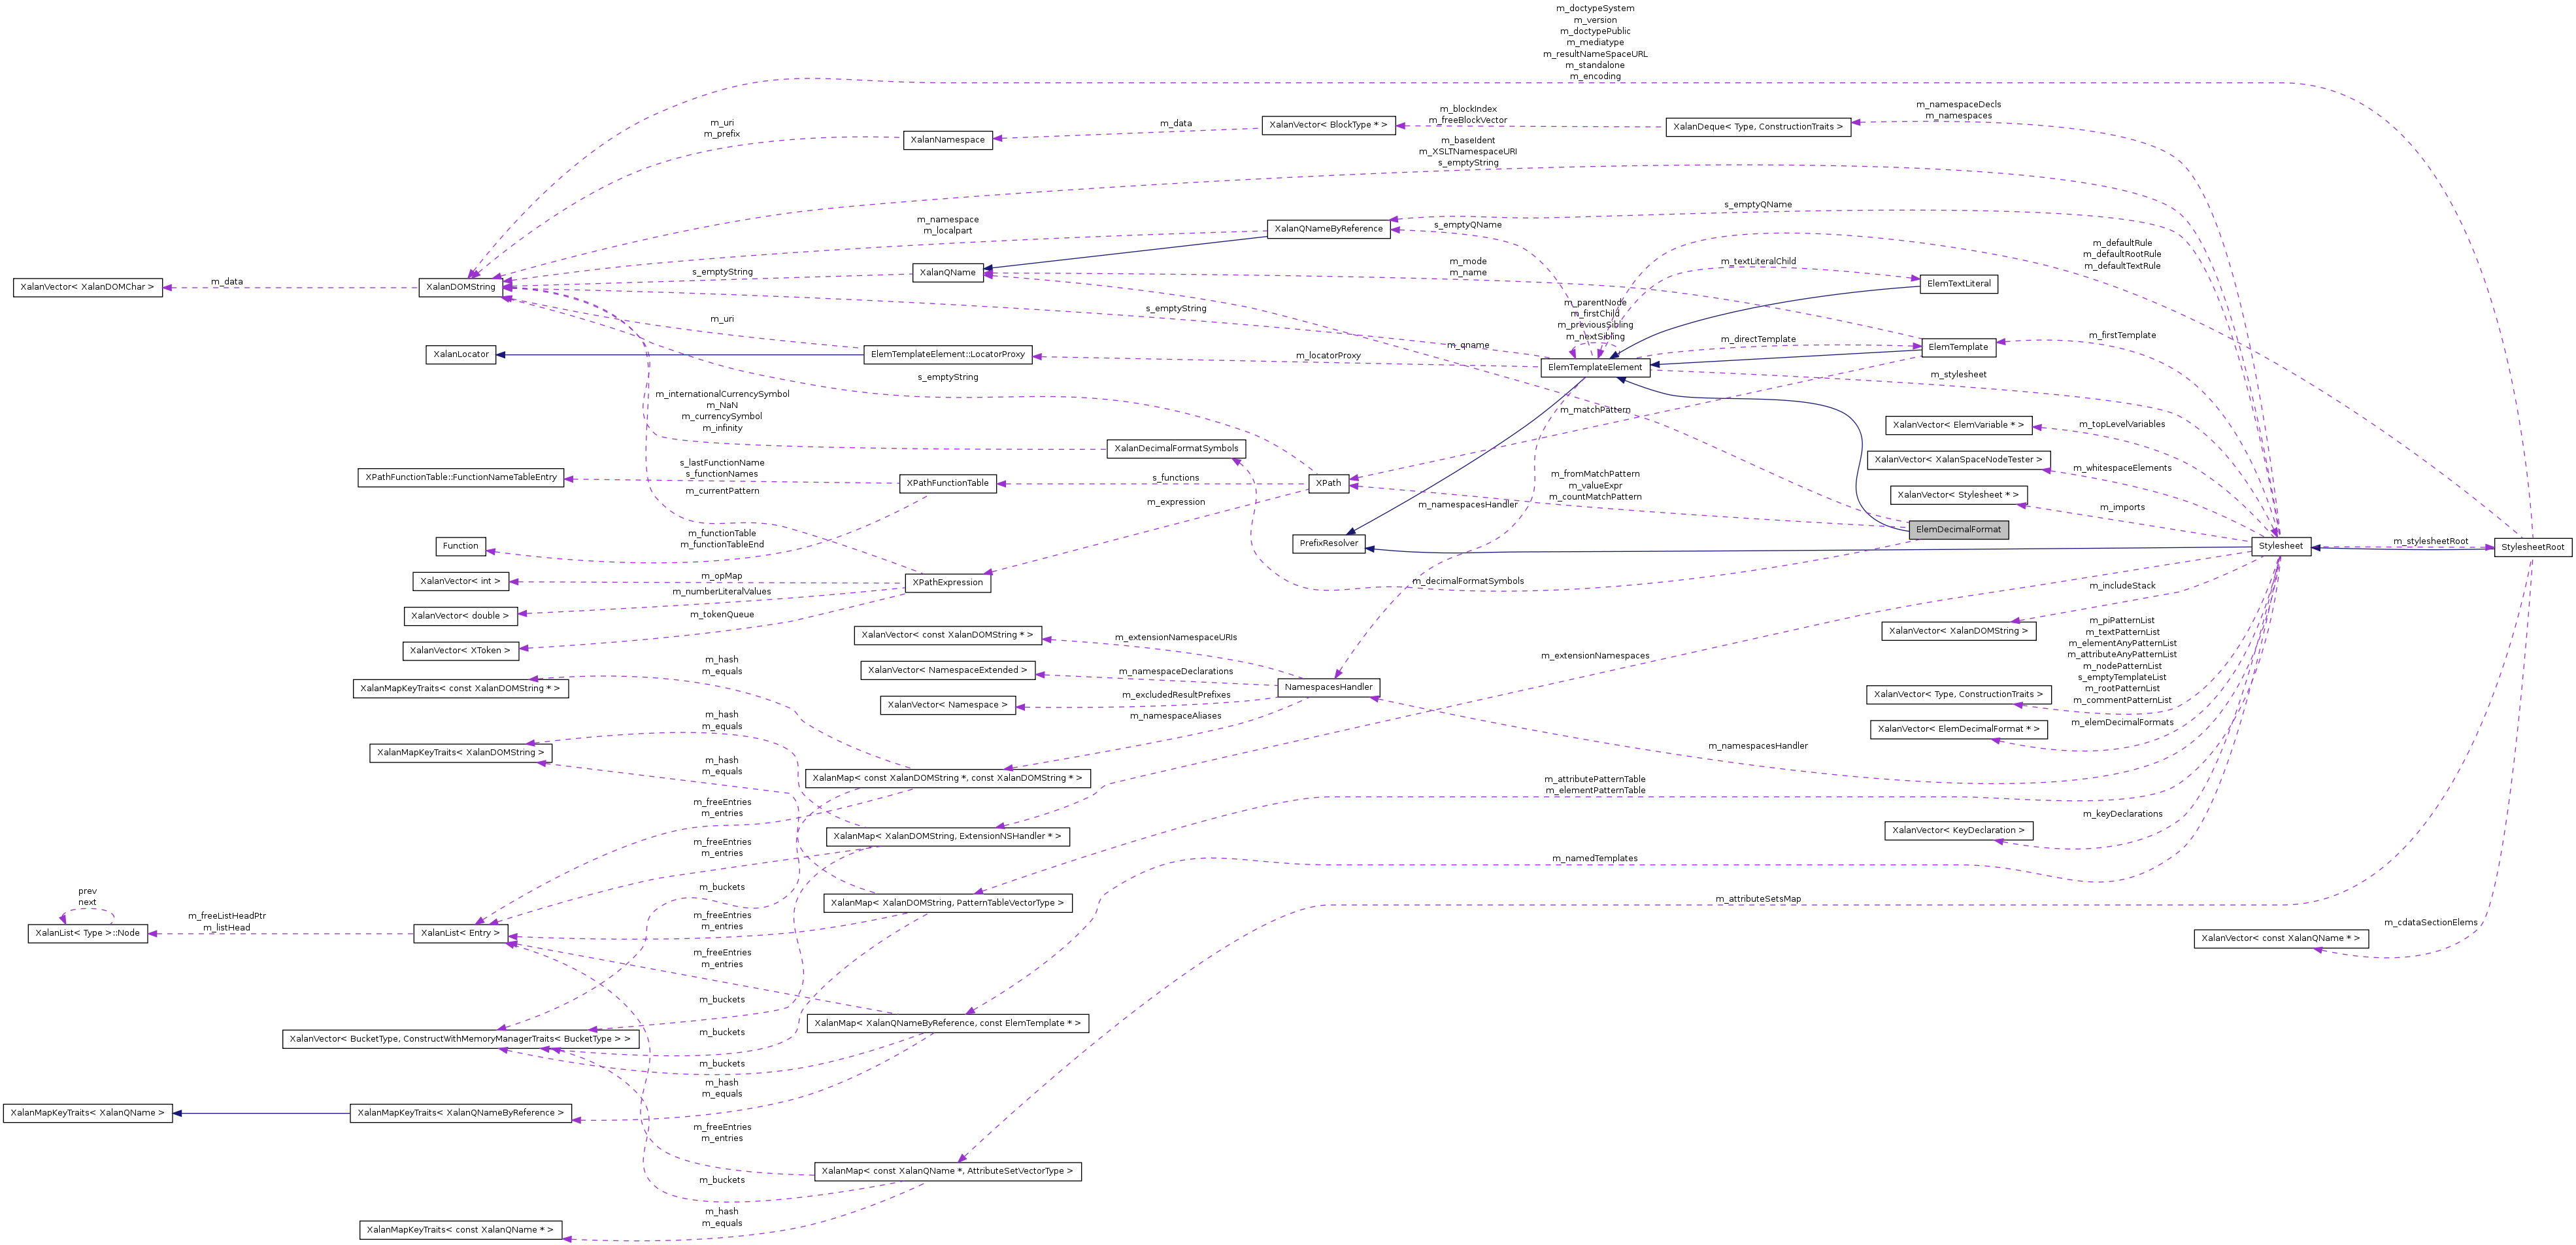 m_doctypeSystem
m_version
m_doctypePublic
m_mediatype
m_resultNameSpaceURL
m_standalone
m_encoding
m_namespaceDecls
m_namespaces
m_blockIndex
m_freeBlockVector
m_data
m_uri
m_prefix
XalanNamespace
XalanVector< BlockType * >
XalanDeque< Type, ConstructionTraits >
m_baseIdent
m_XSLTNamespaceURI
s_emptyString
s_emptyQName
m_namespace
m_localpart
XalanQNameByReference
s_emptyQName
m_defaultRule
m_defaultRootRule
m_defaultTextRule
XalanVector< XalanDOMChar >
m_data
XalanDOMString
s_emptyString
XalanQName
m_mode
m_name
m_textLiteralChild
ElemTextLiteral
s_emptyString
m_parentNode
m_firstChild
m_previousSibling
m_nextSibling
m_uri
XalanLocator
ElemTemplateElement::LocatorProxy
m_locatorProxy
m_qname
ElemTemplateElement
m_directTemplate
ElemTemplate
m_firstTemplate
m_stylesheet
s_emptyString
m_internationalCurrencySymbol
m_NaN
m_currencySymbol
m_infinity
XalanDecimalFormatSymbols
m_matchPattern
XalanVector< ElemVariable * >
m_topLevelVariables
XalanVector< XalanSpaceNodeTester >
m_whitespaceElements
XalanVector< Stylesheet * >
m_imports
XPathFunctionTable::FunctionNameTableEntry
s_lastFunctionName
s_functionNames
XPathFunctionTable
s_functions
XPath
m_fromMatchPattern
m_valueExpr
m_countMatchPattern
m_currentPattern
m_expression
m_namespacesHandler
ElemDecimalFormat
Function
m_functionTable
m_functionTableEnd
PrefixResolver
Stylesheet
m_stylesheetRoot
StylesheetRoot
XalanVector< int >
m_opMap
XPathExpression
m_decimalFormatSymbols
m_includeStack
XalanVector< double >
m_numberLiteralValues
m_tokenQueue
XalanVector< XToken >
XalanVector< const XalanDOMString * >
m_extensionNamespaceURIs
XalanVector< XalanDOMString >
m_extensionNamespaces
m_piPatternList
m_textPatternList
m_elementAnyPatternList
m_attributeAnyPatternList
m_nodePatternList
s_emptyTemplateList
m_rootPatternList
m_commentPatternList
XalanVector< NamespaceExtended >
m_namespaceDeclarations
m_hash
m_equals
XalanMapKeyTraits< const XalanDOMString * >
XalanVector< Namespace >
m_excludedResultPrefixes
NamespacesHandler
XalanVector< Type, ConstructionTraits >
m_namespaceAliases
m_elemDecimalFormats
XalanVector< ElemDecimalFormat * >
m_hash
m_equals
XalanMapKeyTraits< XalanDOMString >
m_namespacesHandler
m_hash
m_equals
XalanMap< const XalanDOMString *, const XalanDOMString * >
m_attributePatternTable
m_elementPatternTable
m_freeEntries
m_entries
m_keyDeclarations
XalanVector< KeyDeclaration >
XalanMap< XalanDOMString, ExtensionNSHandler * >
m_freeEntries
m_entries
m_namedTemplates
prev
next
m_buckets
XalanMap< XalanDOMString, PatternTableVectorType >
m_attributeSetsMap
m_freeListHeadPtr
m_listHead
m_freeEntries
m_entries
XalanList< Type >::Node
XalanList< Entry >
m_cdataSectionElems
XalanVector< const XalanQName * >
m_freeEntries
m_entries
m_buckets
XalanMap< XalanQNameByReference, const ElemTemplate * >
m_buckets
XalanVector< BucketType, ConstructWithMemoryManagerTraits< BucketType > >
m_buckets
m_hash
m_equals
XalanMapKeyTraits< XalanQName >
XalanMapKeyTraits< XalanQNameByReference >
m_freeEntries
m_entries
XalanMap< const XalanQName *, AttributeSetVectorType >
m_buckets
m_hash
m_equals
XalanMapKeyTraits< const XalanQName * >